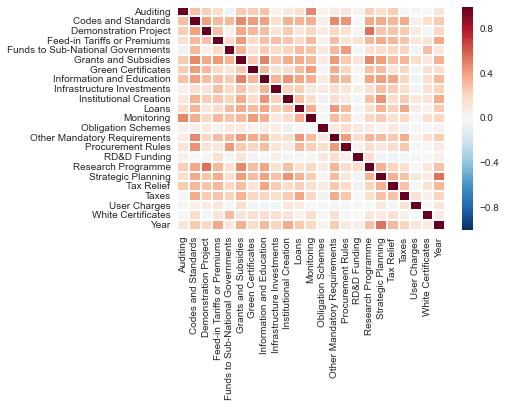 Auditing
Codes and Standards
Demonstration Project
Feed-in Tariffs or Premiums
Funds to Sub-National Governments
Grants and Subsidies
Green Certificates
Information and Education
Infrastructure Investments
Institutional Creation
Loans
Monitoring
Obligation Schemes
Other Mandatory Requirements
Procurement Rules
RD&D Funding
Research Programme
Strategic Planning
Tax Relief
Taxes
User Charges
White Certificates
Year
0.8
0.4
0.0
−0.4
−0.8
Auditing
Codes and Standards
Demonstration Project
Feed-in Tariffs or Premiums
Funds to Sub-National Governments
Grants and Subsidies
Green Certificates
Information and Education
Infrastructure Investments
Institutional Creation
Loans
Monitoring
Obligation Schemes
Other Mandatory Requirements
Procurement Rules
RD&D Funding
Research Programme
Strategic Planning
Tax Relief
Taxes
User Charges
White Certificates
Year